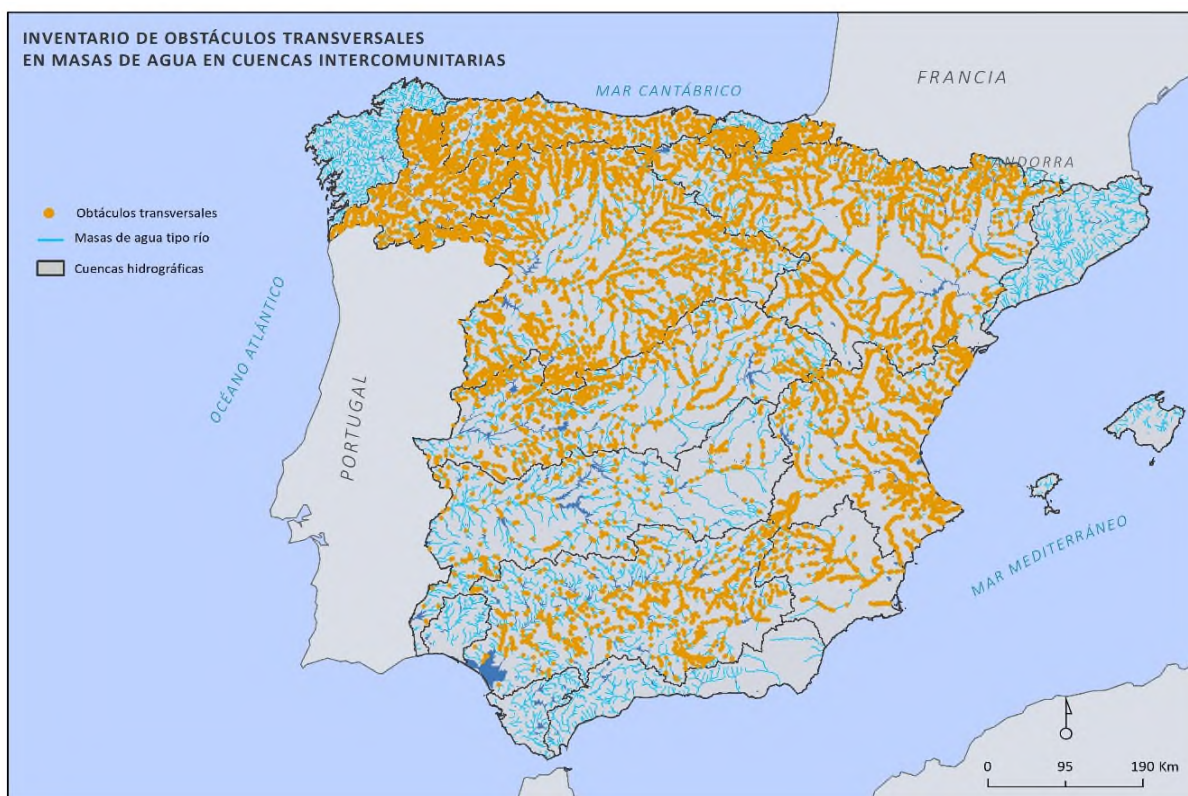 INVENTARIO DE OBSTÁCULOS TRANSVERSALES
EN MASAS DE AGUA EN CUENCAS INTERCOMUNITARIAS
MAR CANTÁBRICO
FRANCIA
ANDORRA
Obtáculos transversales
Masas de agua tipo río
Cuencas hidrográficas
OCÉANO ATLÁNTICO
PORTUGAL
MAR MEDITERRÁNEO
0 95 190 Km